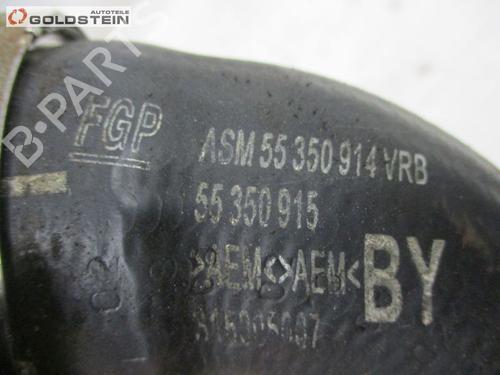 Autoteile
GOLDSTEIN
B-Parts
FGP
ASM 55 350 914 VRB
55 350 915
>AEM<>AEM<
BY